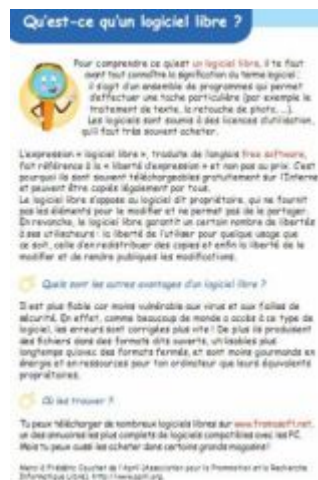 Qu'est-ce qu'un logiciel libre ?
Pour comprendre ce qu'est un logiciel libre, il te faut
avant tout connaître la signification du terme logiciel :
il s'agit d'un ensemble de programmes qui permet
d'effectuer une tache particulière (par exemple le
traitement de texte, la retouche de photo, ...).
Les logiciels sont soumis à des licences d'utilisation,
qu'il faut très souvent acheter.
L'expression « logiciel libre », traduite de l'anglais free software,
fait référence à la « liberté d'expression » et non pas au prix. C'est
pourquoi ils sont souvent téléchargeables gratuitement sur l'Internet
et peuvent être copiés légalement par tous.
Le logiciel libre s'oppose au logiciel dit propriétaire, qui ne fournit
pas les éléments pour le modifier et ne permet pas de le partager.
En revanche, le logiciel libre garantit un certain nombre de libertés
à ses utilisateurs : la liberté de l'utiliser pour quelque usage que
ce soit, celle d'en redistribuer des copies et enfin la liberté de le
modifier et de rendre publiques les modifications.
Quels sont les autres avantages d'un logiciel libre ?
Il est plus fiable car moins vulnérable aux virus et aux failles de
sécurité. En effet, comme beaucoup de monde a accès à ce type de
logiciel, les erreurs sont corrigées plus vite ! De plus ils produisent
des fichiers dans des formats dits ouverts, utilisables plus
longtemps qu'avec des formats fermés, et sont moins gourmands en
énergie et en ressources pour ton ordinateur que leurs équivalents
propriétaires.
Où les trouver ?
Tu peux télécharger de nombreux logiciels libres sur www.framasoft.net,
un des annuaires les plus complets de logiciels compatibles avec les PC.
Mais tu peux aussi les acheter dans certains grands magasins !
Merci à Frédéric Couchet de l'April (Association pour la Promotion et la Recherche
Informatique Libre), http://www.april.org.